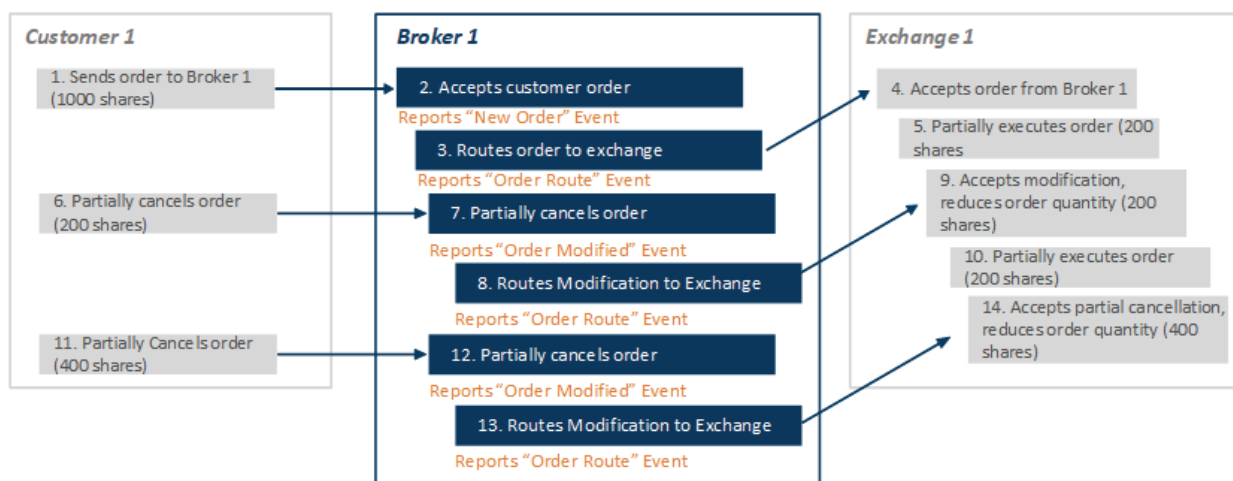 Customer 1
1. Sends order to Broker 1
(1000 shares)
6. Partially cancels order
(200 shares)
11. Partially Cancels order
(400 shares)
Broker 1
2. Accepts customer order
Reports “New Order” Event
3. Routes order to exchange
Reports “Order Route” Event
7. Partially cancels order
Reports “Order Modified” Event
8. Routes Modification to Exchange
Reports “Order Route” Event
12. Partially cancels order
Reports “Order Modified” Event
13. Routes Modification to Exchange
Reports “Order Route” Event
Exchange 1
4. Accepts order from Broker 1
5. Partially executes order (200
shares
9. Accepts modification,
reduces order quantity (200
shares)
10. Partially executes order
(200 shares)
14. Accepts partial cancellation,
reduces order quantity (400
shares)